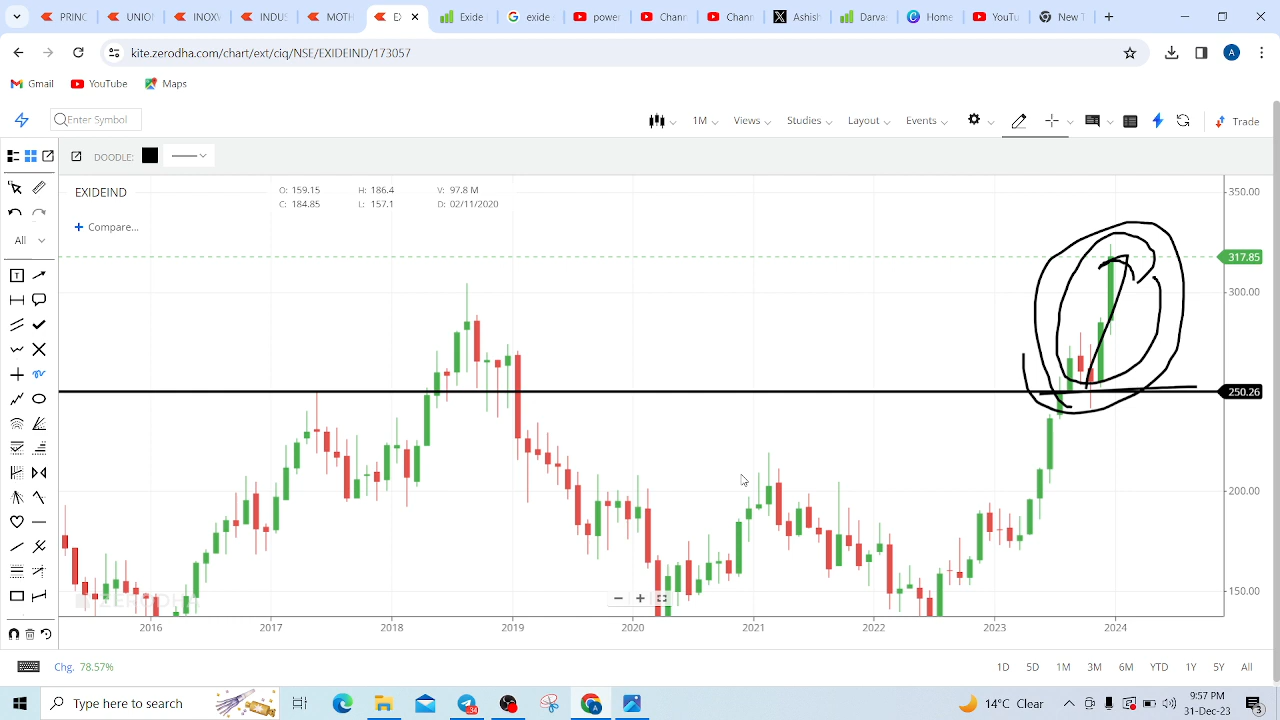 PRINC
INOX
INDU
MOTH
E
Exide
exide
power
Chann
Chann
Ashis
Darva
Home
YouTu
New T
kite.zerodha.com/chart/ext/ciq/NSE/EXIDEIND/173057
A
Gmail
YouTube
Maps
Enter Symbol
1M
Views
Studies
Layout
Events
Trade
DOODLE:
EXIDEIND
O: 159.15
H: 186.4
V: 97.8 M
C: 184.85
L: 157.1
D: 02/11/2020
Compare...
All
350.00
317.85
300.00
250.26
200.00
150.00
2016
2017
2018
2019
2020
2021
2022
2023
2024
Chg. 78.57%
1D
5D
1M
3M
6M
YTD
1Y
5Y
All
Type here to search
14°C Clear
9:57 PM
31-Dec-23